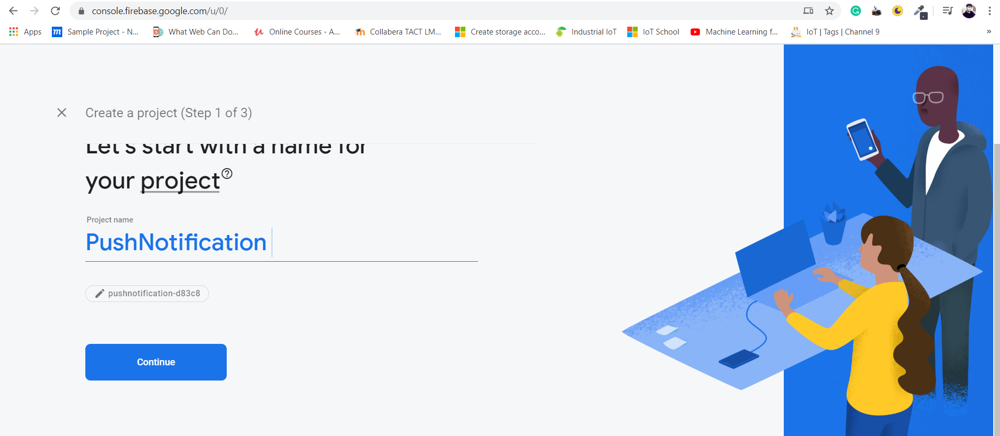 console.firebase.google.com/u/0/
Apps
Sample Project - N...
What Web Can Do...
Online Courses - A...
Collabera TACT LM...
Create storage acco...
Industrial IoT
IoT School
Machine Learning f...
IoT | Tags | Channel 9
»
Create a project (Step 1 of 3)
Let's start with a name for
your project
Project name
PushNotification
pushnotification-d83c8
Continue